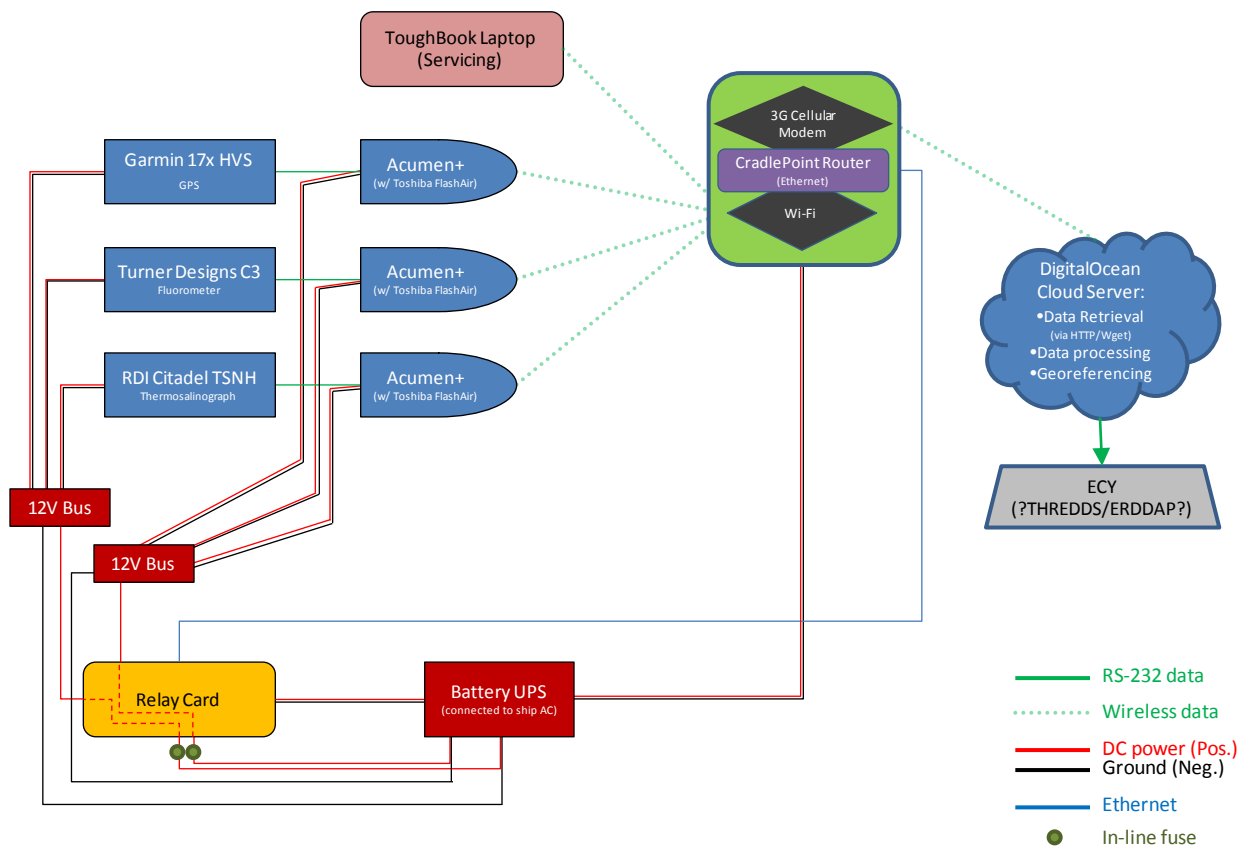 ToughBook Laptop
(Servicing)
3G Cellular
Modem
CradlePoint Router
(Ethernet)
Wi-Fi
Garmin 17x HVS
GPS
Acumen+
(w/ Toshiba FlashAir)
Turner Designs C3
Fluorometer
Acumen+
(w/ Toshiba FlashAir)
RDI Citadel TSNH
Thermosalinograph
Acumen+
(w/ Toshiba FlashAir)
DigitalOcean
Cloud Server:
•Data Retrieval
(via HTTP/Wget)
•Data processing
•Georeferencing
ECY
(?THREDDS/ERDDAP?)
12V Bus
12V Bus
Relay Card
Battery UPS
(connected to ship AC)
RS-232 data
Wireless data
DC power (Pos.)
Ground (Neg.)
Ethernet
In-line fuse